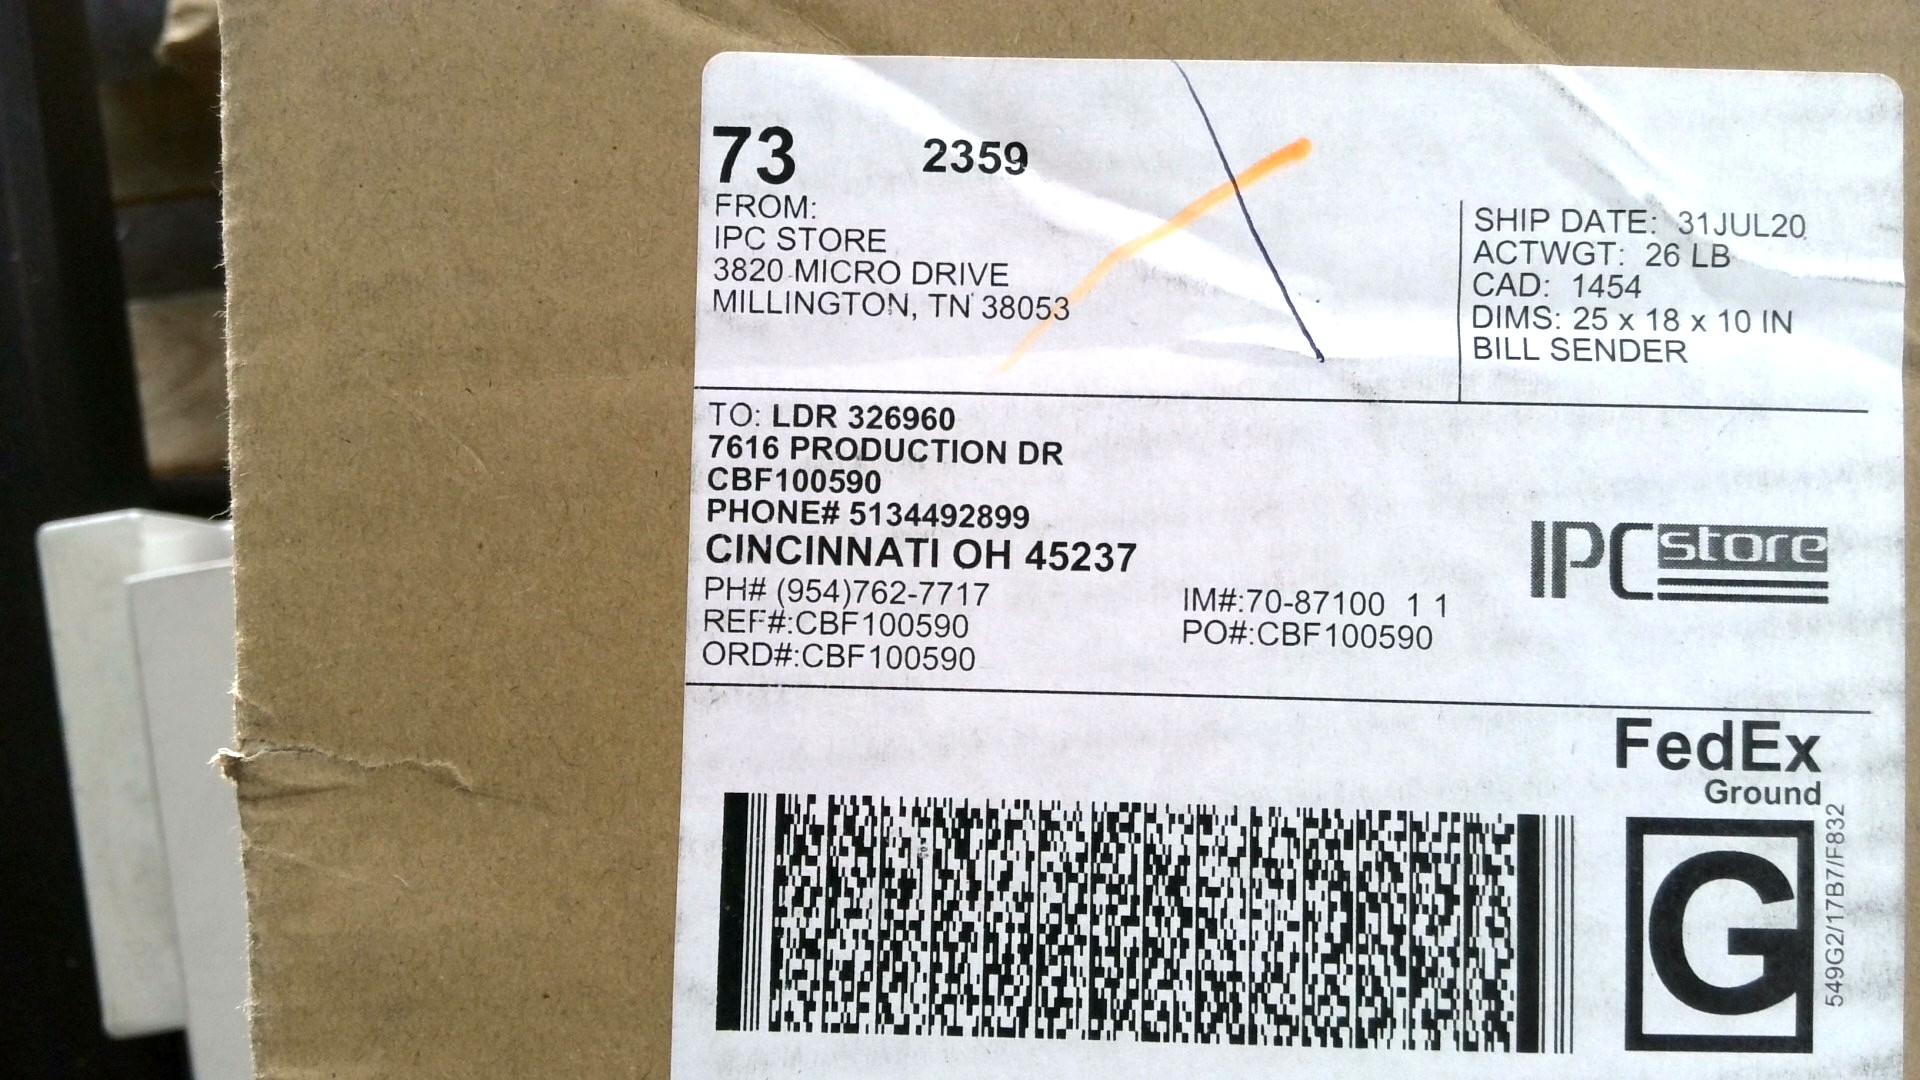 73 2359
FROM:
IPC STORE
3820 MICRO DRIVE
MILLINGTON, TN 38053
SHIP DATE: 31JUL20
ACTWGT: 26 LB
CAD: 1454
DIMS: 25 x 18 x 10 IN
BILL SENDER
TO: LDR 326960
7616 PRODUCTION DR
CBF100590
PHONE# 5134492899
CINCINNATI OH 45237
PH# (954)762-7717
REF#:CBF100590
ORD#:CBF100590
IM#:70-87100 1 1
PO#:CBF100590
IPC store
FedEx
Ground
G
549G2/17B7/F832